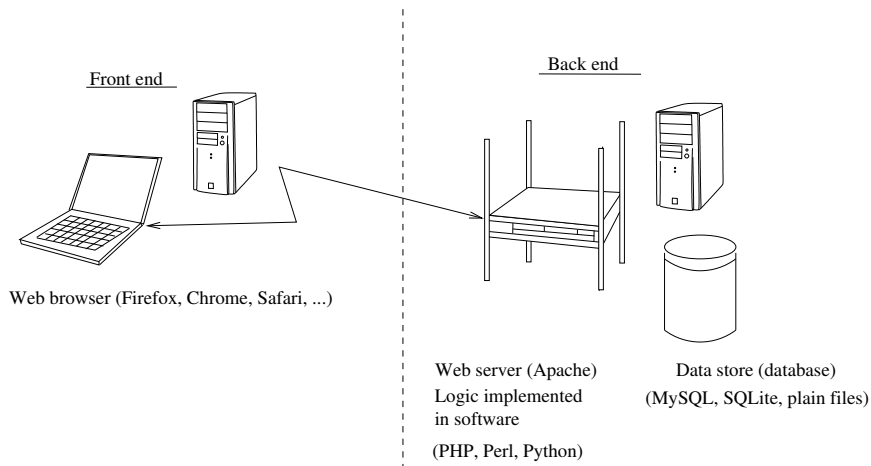 Front end
Back end
Web browser (Firefox, Chrome, Safari, ...)
Web server (Apache)
Logic implemented
in software
(PHP, Perl, Python)
Data store (database)
(MySQL, SQLite, plain files)